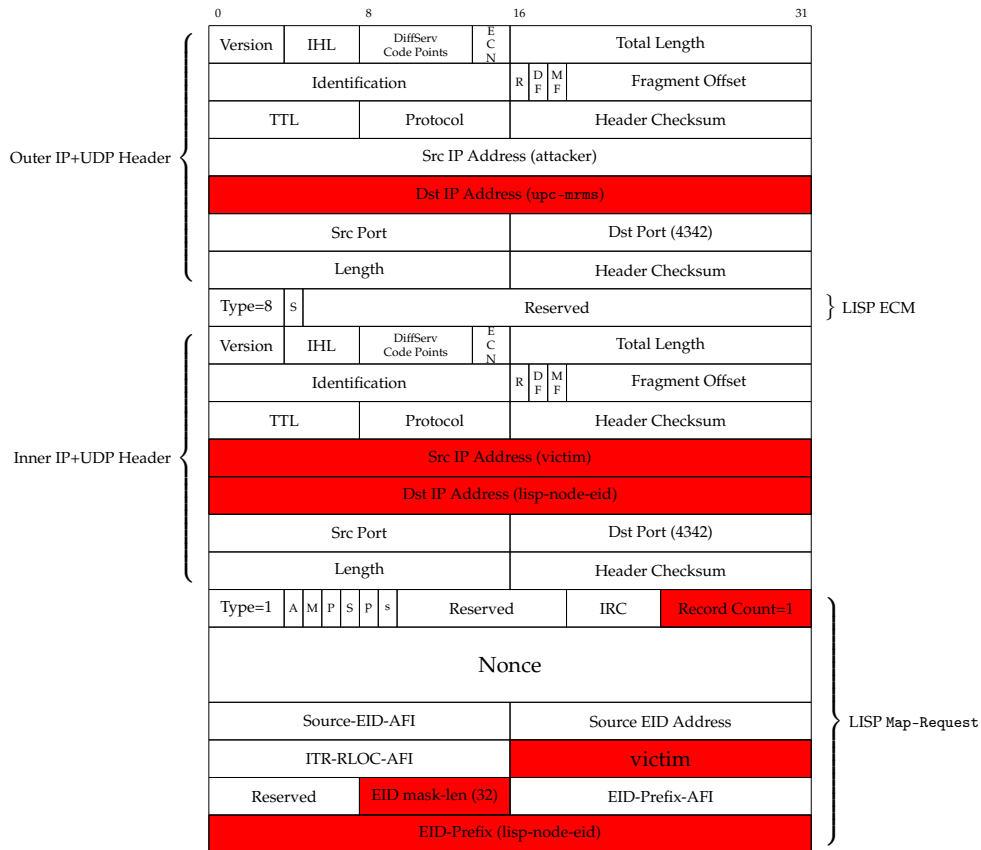 0 8 16 31
Version IHL DiffServ Code Points E C N Total Length
Identification R D F M F Fragment Offset
TTL Protocol Header Checksum
Outer IP+UDP Header
Src IP Address (attacker)
Dst IP Address (upc-mrms)
Src Port Dst Port (4342)
Length Header Checksum
Type=8 S Reserved
LISP ECM
Version IHL DiffServ Code Points E C N Total Length
Identification R D F M F Fragment Offset
TTL Protocol Header Checksum
Inner IP+UDP Header
Src IP Address (victim)
Dst IP Address (lisp-node-eid)
Src Port Dst Port (4342)
Length Header Checksum
Type=1 A M P S P s Reserved IRC Record Count=1
Nonce
Source-EID-AFI Source EID Address
LISP Map-Request
ITR-RLOC-AFI victim
Reserved EID mask-len (32) EID-Prefix-AFI
EID-Prefix (lisp-node-eid)